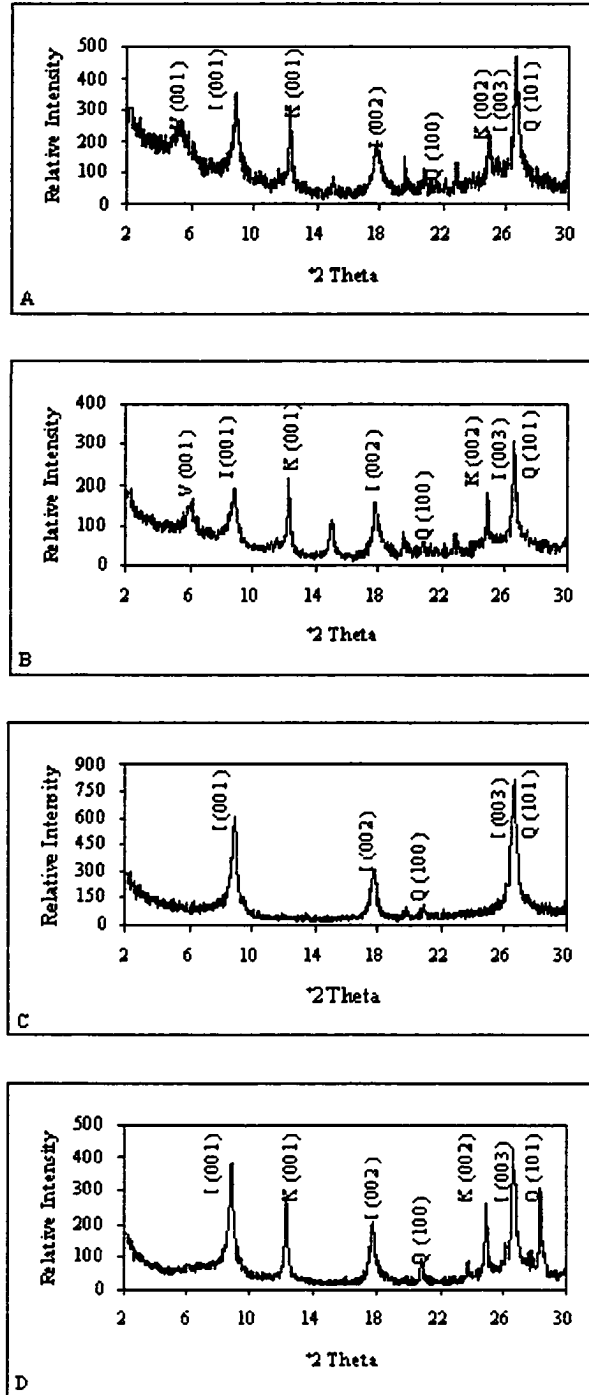 Relative Intensity
500
400
300
200
100
0
(001)
I (001)
K (001)
(002)
(100)
K (002)
I (003)
Q (101)
2 6 10 14 18 22 26 30
°2 Theta
A
Relative Intensity
400
300
200
100
0
V (001)
I (001)
K (001)
I (002)
Q (100)
K (002)
I (003)
Q (101)
2 6 10 14 18 22 26 30
°2 Theta
B
Relative Intensity
900
750
600
450
300
150
0
I (001)
I (002)
Q (100)
I (003)
Q (101)
2 6 10 14 18 22 26 30
°2 Theta
C
Relative Intensity
500
400
300
200
100
0
I (001)
K (001)
I (002)
Q (100)
K (002)
I (003)
Q (101)
2 6 10 14 18 22 26 30
°2 Theta
D